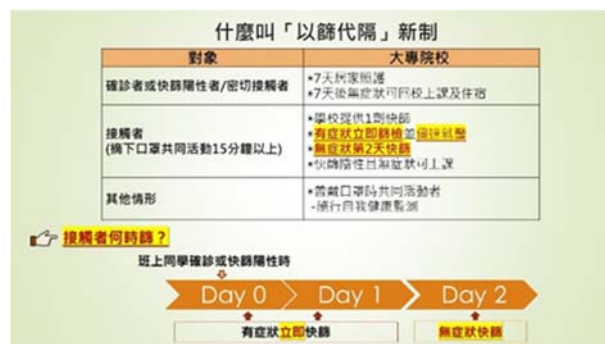 什麼叫「以篩代隔」新制
對象
大專院校
確診者或快篩陽性者/密切接觸者
*7天居家照護
*7天後無症狀可回校上課及住宿
接觸者
(摘下口罩共同活動15分鐘以上)
*學校提供1劑快篩
*有症狀立即篩檢並儘速就醫
*無症狀第2天快篩
*快篩陰性且無症狀可上課
其他情形
*若戴口罩時共同活動者
-施行自我健康監測
接觸者何時篩？
班上同學確診或快篩陽性時
Day 0
Day 1
Day 2
有症狀立即快篩
無症狀快篩